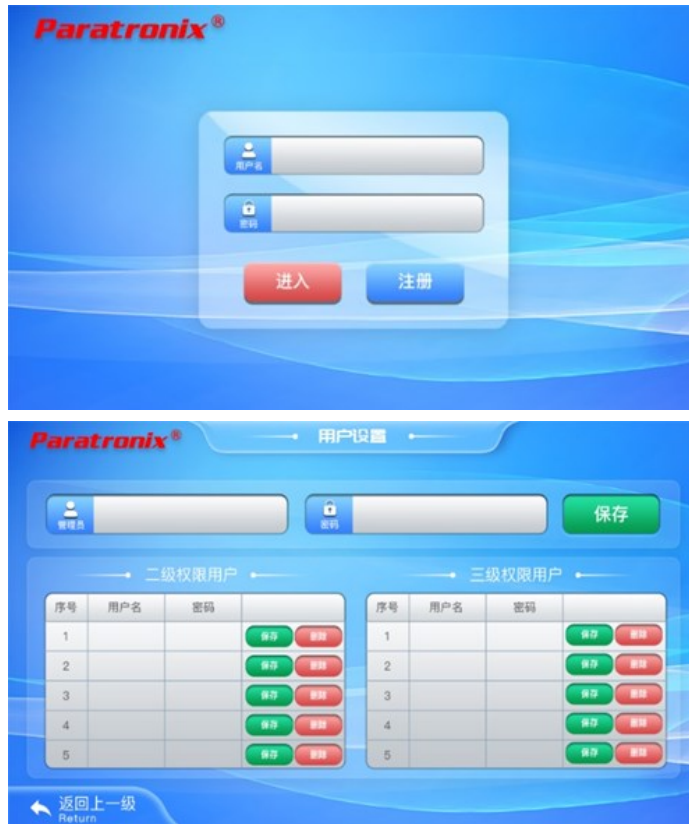 Paratronix®
用户名
密码
进入 注册
Paratronix® 用户设置
管理员 密码 保存
二级权限用户 三级权限用户
序号 用户名 密码 序号 用户名 密码
1 保存 删除 1 保存 删除
2 保存 删除 2 保存 删除
3 保存 删除 3 保存 删除
4 保存 删除 4 保存 删除
5 保存 删除 5 保存 删除
返回上一级
Return